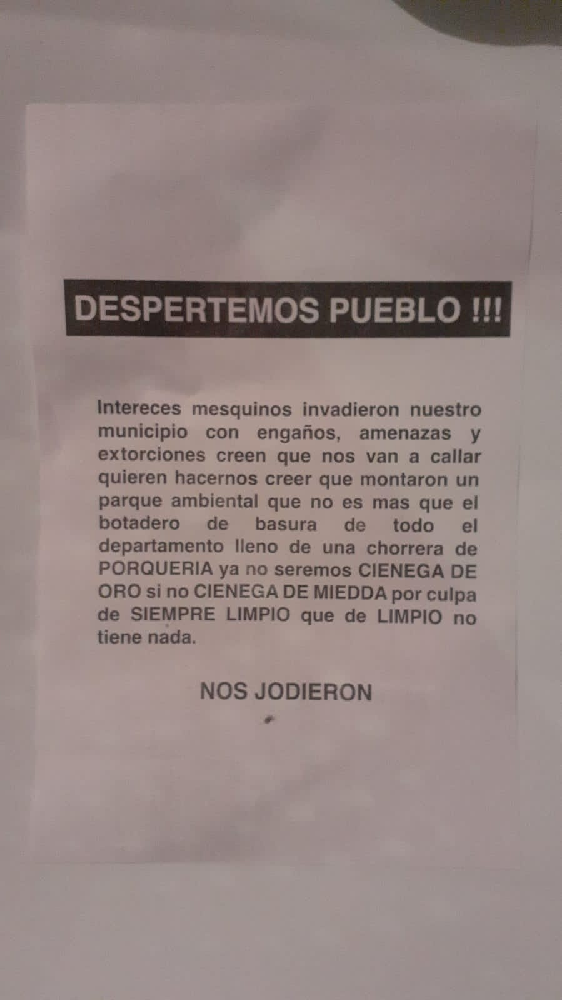 DESPERTEMOS PUEBLO !!!
Intereces mesquinos invadieron nuestro
municipio con engaños, amenazas y
extorciones creen que nos van a callar
quieren hacernos creer que montaron un
parque ambiental que no es mas que el
botadero de basura de todo el
departamento lleno de una chorrera de
PORQUERIA ya no seremos CIENEGA DE
ORO si no CIENEGA DE MIEDDA por culpa
de SIEMPRE LIMPIO que de LIMPIO no
tiene nada.
NOS JODIERON